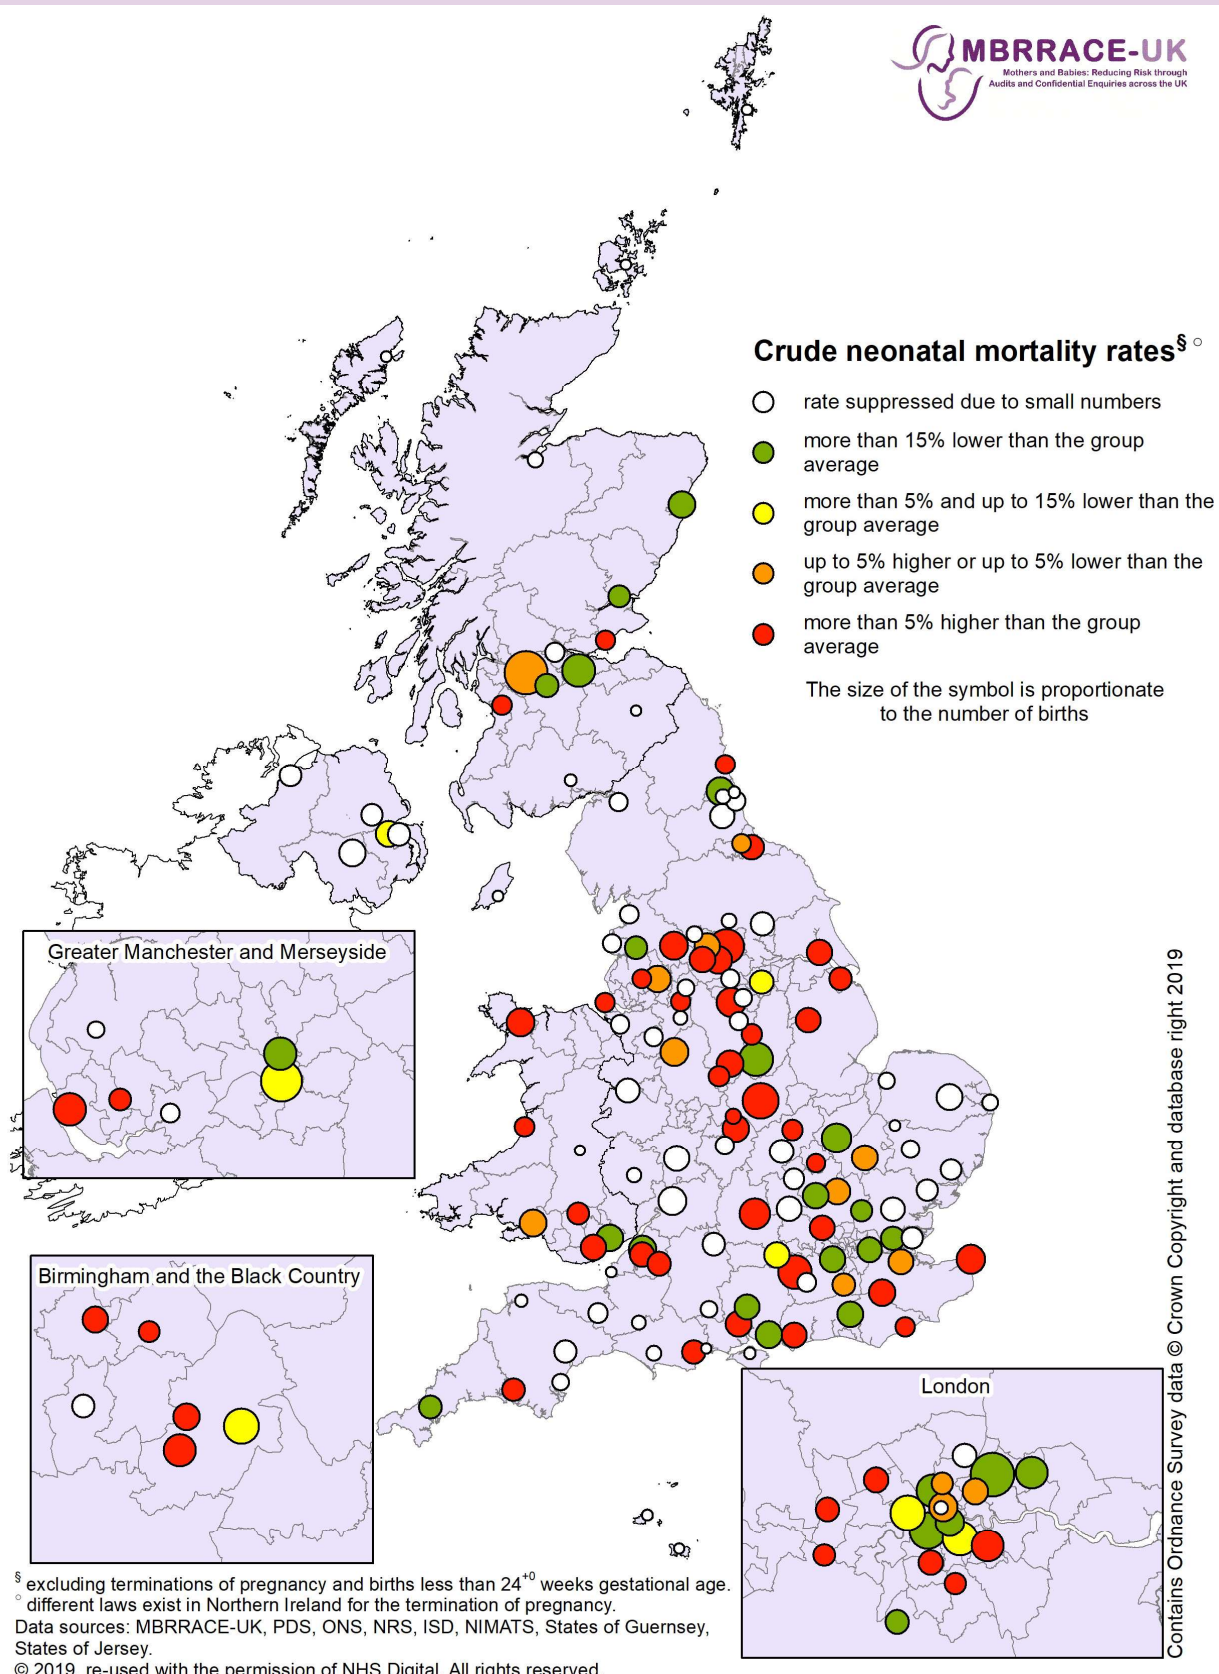 MBRRACE-UK
Mothers and Babies: Reducing Risk through
Audits and Confidential Enquiries across the UK
Crude neonatal mortality rates§ ○
rate suppressed due to small numbers
more than 15% lower than the group
average
more than 5% and up to 15% lower than the
group average
up to 5% higher or up to 5% lower than the
group average
more than 5% higher than the group
average
The size of the symbol is proportionate
to the number of births
Greater Manchester and Merseyside
Birmingham and the Black Country
London
Contains Ordnance Survey data © Crown Copyright and database right 2019
§ excluding terminations of pregnancy and births less than 24+0 weeks gestational age.
○ different laws exist in Northern Ireland for the termination of pregnancy.
Data sources: MBRRACE-UK, PDS, ONS, NRS, ISD, NIMATS, States of Guernsey,
States of Jersey.
© 2019, re-used with the permission of NHS Digital. All rights reserved.